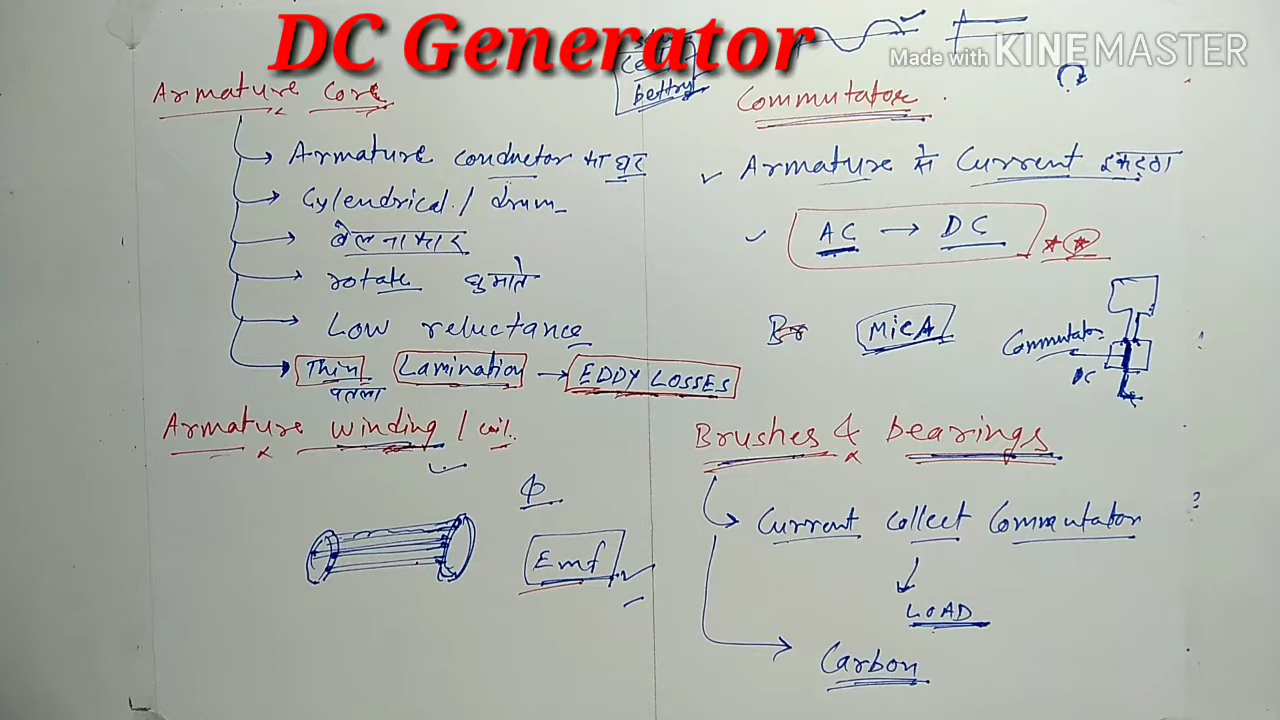 DC Generator
Made with KINEMASTER
Armature Core
Armature conductor का घर
Cylendrical / drum
बेलनाकार
rotate घुमाते
Low reluctance
Thin Lamination → EDDY LOSSES
पतला
Armature winding / coil.
Φ
Emf
bettry
Commutator.
Armature में Current इकट्ठा
AC → DC
Br MICA
Commutator
DC
Brushes & bearings
Current collect Commutator
LOAD
Carbon